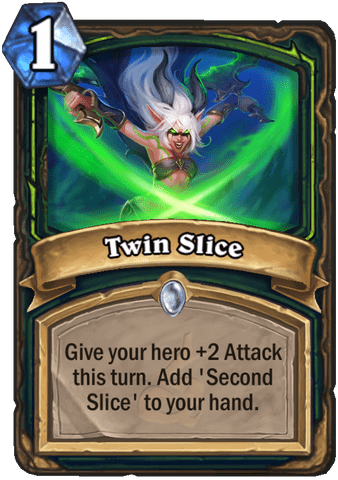 1
Twin Slice
Give your hero +2 Attack
this turn. Add 'Second
Slice' to your hand.